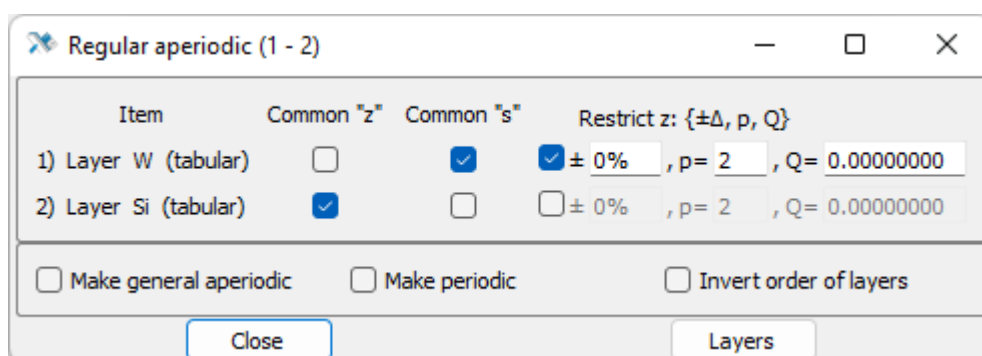 Regular aperiodic (1 - 2)
Item Common "z" Common "s" Restrict z: {±Δ, p, Q}
1) Layer W (tabular) ± 0% , p= 2 , Q= 0.00000000
2) Layer Si (tabular) ± 0% , p= 2 , Q= 0.00000000
Make general aperiodic Make periodic Invert order of layers
Close Layers